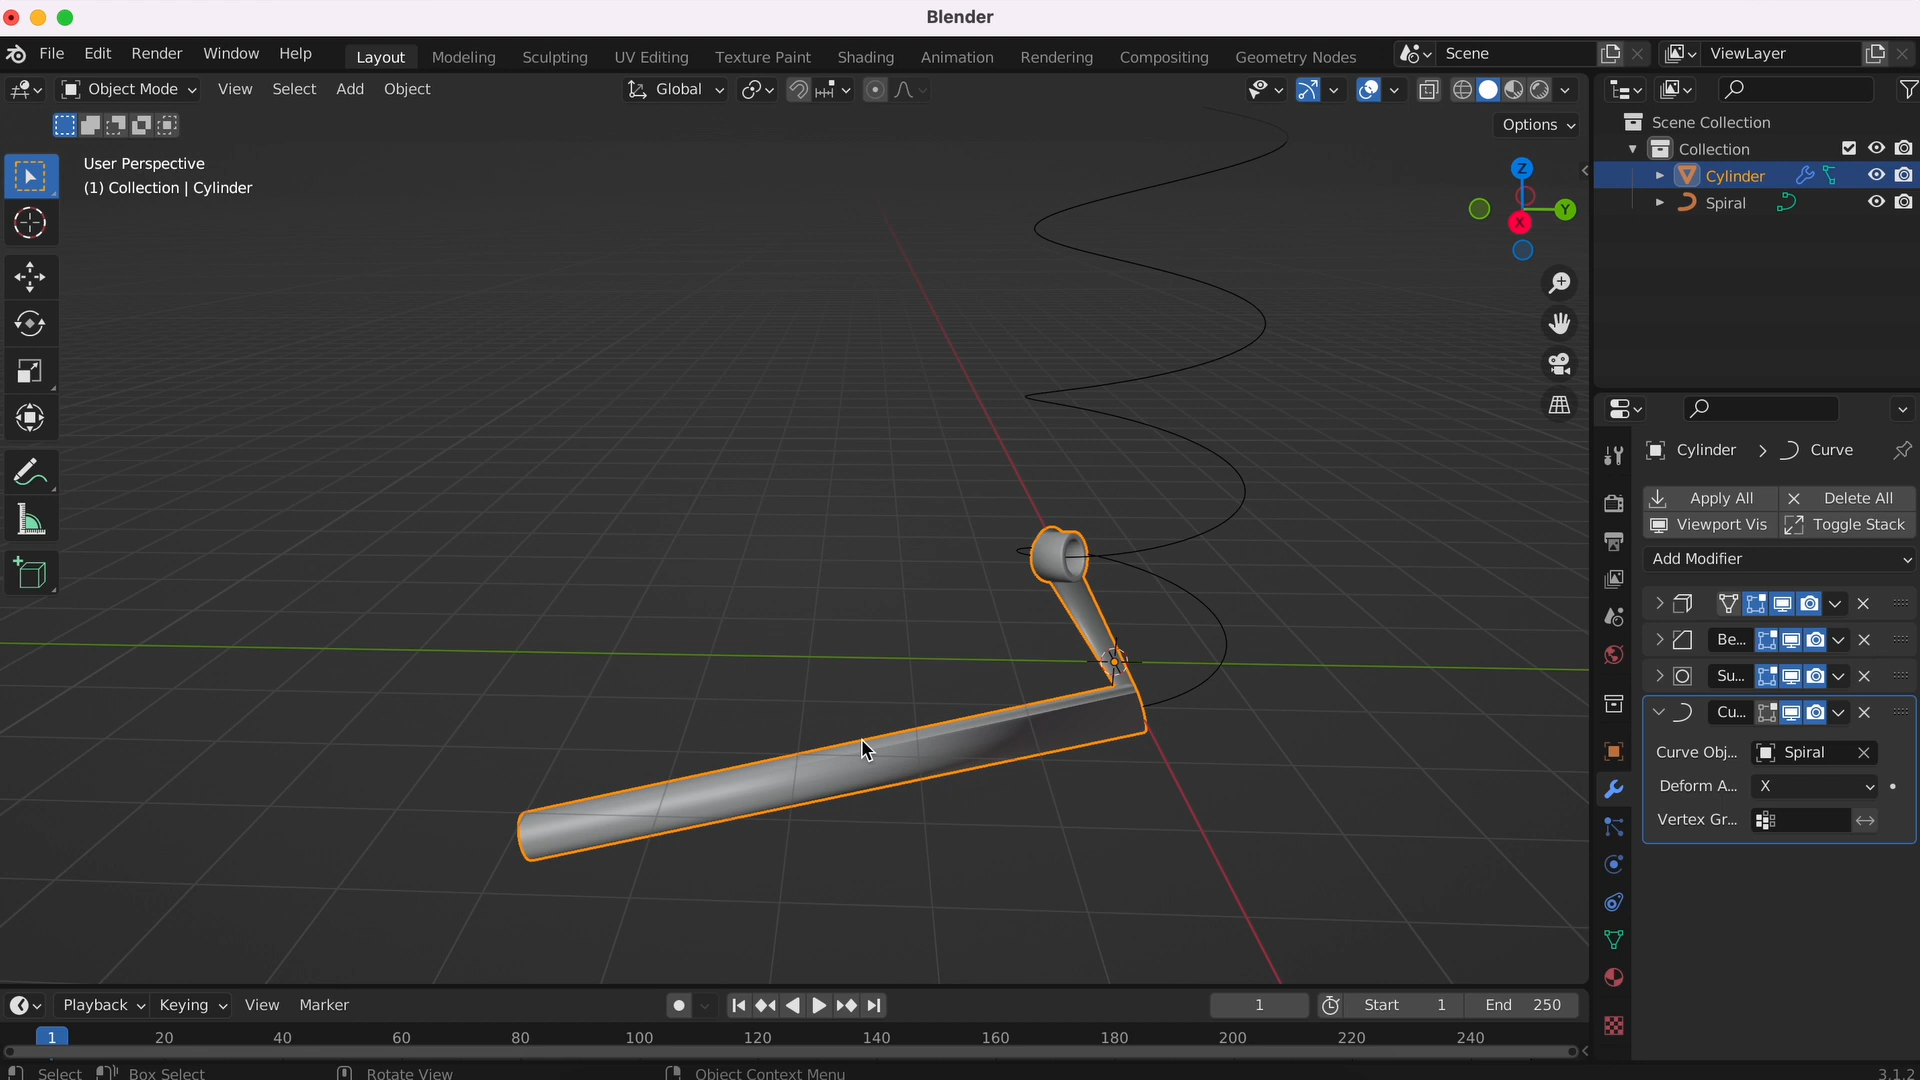 Blender
File Edit Render Window Help Layout Modeling Sculpting UV Editing Texture Paint Shading Animation Rendering Compositing Geometry Nodes Scene ViewLayer
Object Mode View Select Add Object Global
Options
User Perspective
(1) Collection | Cylinder
Z
Y
X
Scene Collection
Collection
Cylinder
Spiral
Cylinder > Curve
Apply All Delete All
Viewport Vis Toggle Stack
Add Modifier
Be...
Su...
Cu...
Curve Obj... Spiral
Deform A... X
Vertex Gr...
Playback Keying View Marker 1 Start 1 End 250
1 20 40 60 80 100 120 140 160 180 200 220 240
Select Box Select Rotate View Object Context Menu 3.1.2